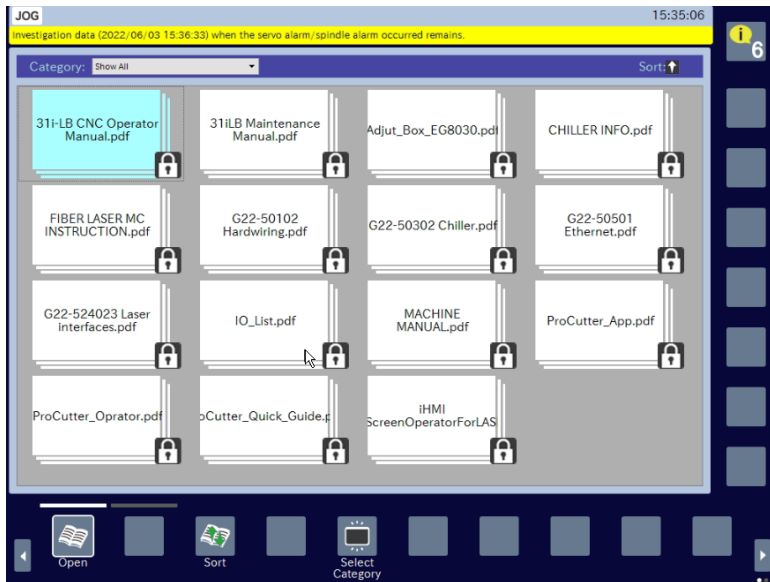 JOG
15:35:06
Investigation data (2022/06/03 15:36:33) when the servo alarm/spindle alarm occurred remains.
6
Category: Show All
Sort:
31i-LB CNC Operator
Manual.pdf
31iLB Maintenance
Manual.pdf
Adjut_Box_EG8030.pdf
CHILLER INFO.pdf
FIBER LASER MC
INSTRUCTION.pdf
G22-50102
Hardwiring.pdf
G22-50302 Chiller.pdf
G22-50501
Ethernet.pdf
G22-524023 Laser
interfaces.pdf
IO_List.pdf
MACHINE
MANUAL.pdf
ProCutter_App.pdf
ProCutter_Oprator.pdf
oCutter_Quick_Guide.p
iHMI
ScreenOperatorForLAS
Open
Sort
Select
Category